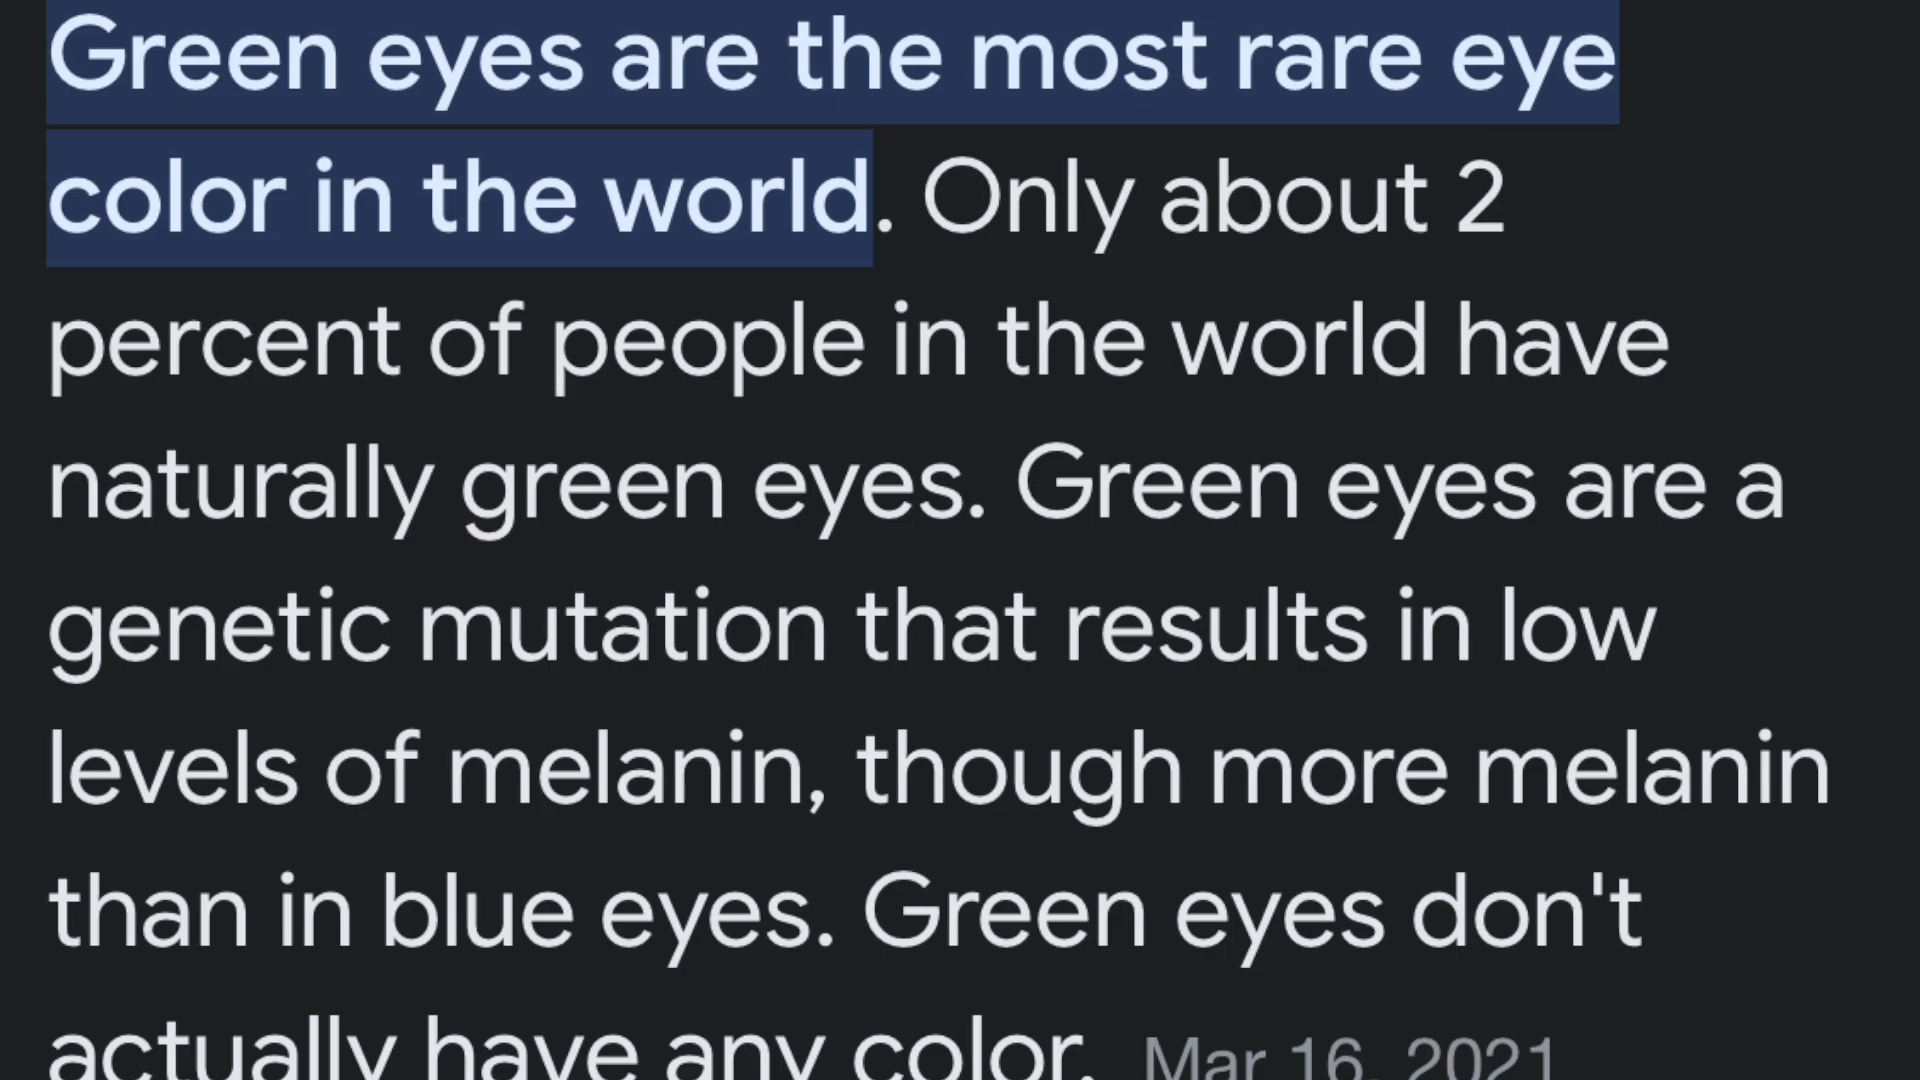 Green eyes are the most rare eye
color in the world. Only about 2
percent of people in the world have
naturally green eyes. Green eyes are a
genetic mutation that results in low
levels of melanin, though more melanin
than in blue eyes. Green eyes don't
actually have any color. Mar 16, 2021